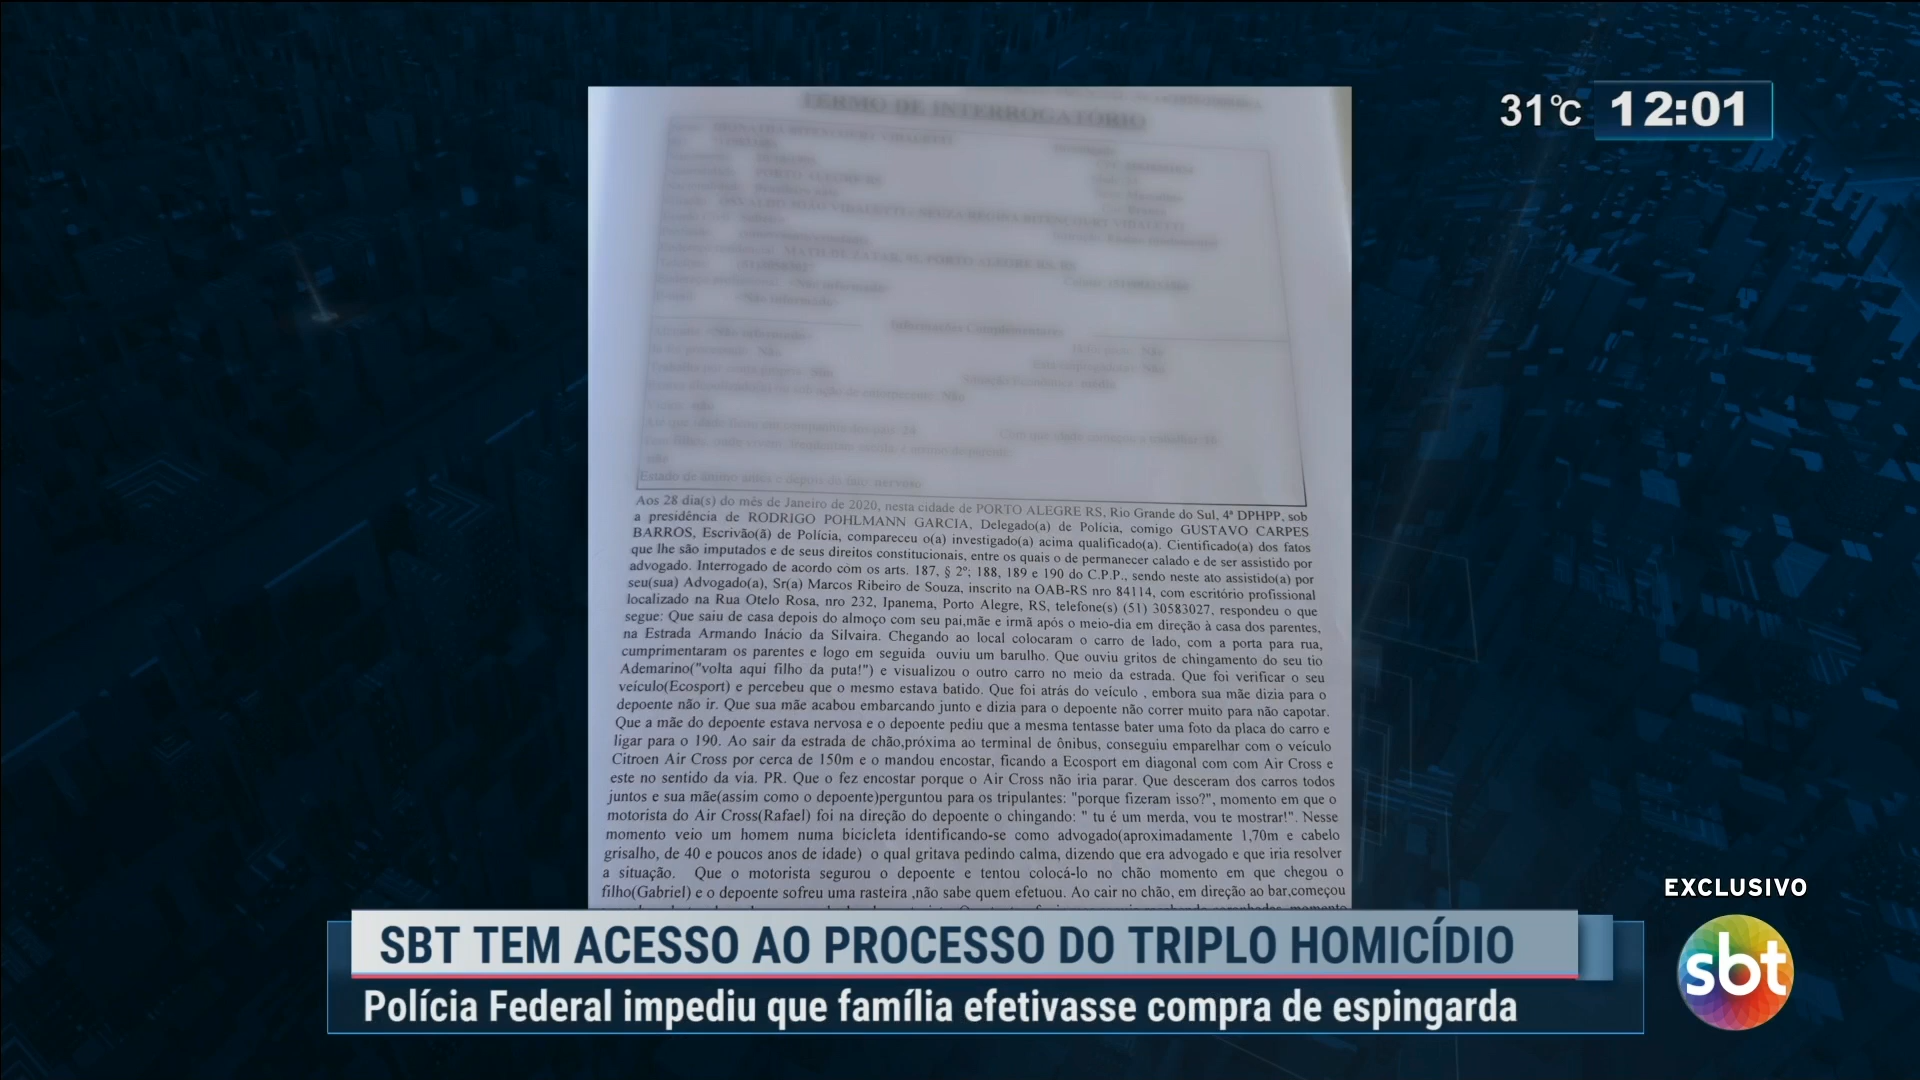 31°C 12:01
TERMO DE INTERROGATÓRIO
Informações Complementares
Estado de último antes e depois do fato: nervoso
Aos 28 dia(s) do mês de Janeiro de 2020, nesta cidade de PORTO ALEGRE RS, Rio Grande do Sul, 4ª DPHPP, sob
a presidência de RODRIGO POHLMANN GARCIA, Delegado(a) de Polícia, comigo GUSTAVO CARPES
BARROS, Escrivão(ã) de Polícia, compareceu o(a) investigado(a) acima qualificado(a). Cientificado(a) dos fatos
que lhe são imputados e de seus direitos constitucionais, entre os quais o de permanecer calado e de ser assistido por
advogado. Interrogado de acordo com os arts. 187, § 2º; 188, 189 e 190 do C.P.P., sendo neste ato assistido(a) por
seu(sua) Advogado(a), Sr(a) Marcos Ribeiro de Souza, inscrito na OAB-RS nro 84114, com escritório profissional
localizado na Rua Otelo Rosa, nro 232, Ipanema, Porto Alegre, RS, telefone(s) (51) 30583027, respondeu o que
segue: Que saiu de casa depois do almoço com seu pai,mãe e irmã após o meio-dia em direção à casa dos parentes,
na Estrada Armando Inácio da Silvaira. Chegando ao local colocaram o carro de lado, com a porta para rua,
cumprimentaram os parentes e logo em seguida ouviu um barulho. Que ouviu gritos de chingamento do seu tio
Ademarino("volta aqui filho da puta!") e visualizou o outro carro no meio da estrada. Que foi verificar o seu
veículo(Ecosport) e percebeu que o mesmo estava batido. Que foi atrás do veículo , embora sua mãe dizia para o
depoente não ir. Que sua mãe acabou embarcando junto e dizia para o depoente não correr muito para não capotar.
Que a mãe do depoente estava nervosa e o depoente pediu que a mesma tentasse bater uma foto da placa do carro e
ligar para o 190. Ao sair da estrada de chão,próxima ao terminal de ônibus, conseguiu emparelhar com o veículo
Citroen Air Cross por cerca de 150m e o mandou encostar, ficando a Ecosport em diagonal com com Air Cross e
este no sentido da via. PR. Que o fez encostar porque o Air Cross não iria parar. Que desceram dos carros todos
juntos e sua mãe(assim como o depoente)perguntou para os tripulantes: "porque fizeram isso?", momento em que o
motorista do Air Cross(Rafael) foi na direção do depoente o chingando: " tu é um merda, vou te mostrar!". Nesse
momento veio um homem numa bicicleta identificando-se como advogado(aproximadamente 1,70m e cabelo
grisalho, de 40 e poucos anos de idade) o qual gritava pedindo calma, dizendo que era advogado e que iria resolver
a situação. Que o motorista segurou o depoente e tentou colocá-lo no chão momento em que chegou o
filho(Gabriel) e o depoente sofreu uma rasteira ,não sabe quem efetuou. Ao cair no chão, em direção ao bar,começou
EXCLUSIVO
sbt
SBT TEM ACESSO AO PROCESSO DO TRIPLO HOMICÍDIO
Polícia Federal impediu que família efetivasse compra de espingarda